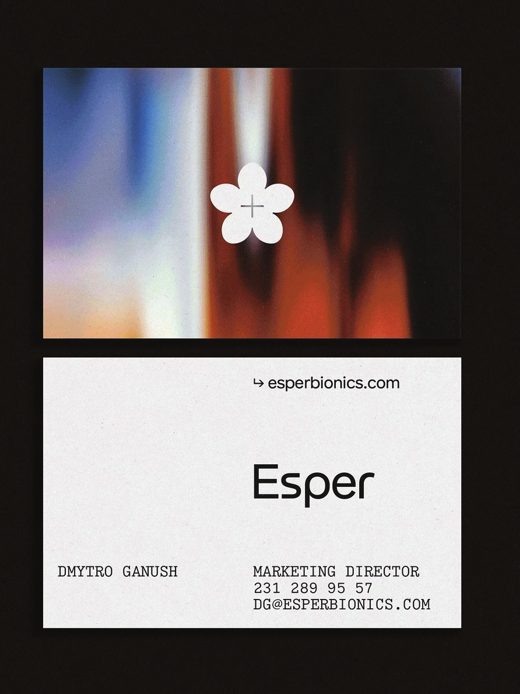 ↳ esperbionics.com
Esper
DMYTRO GANUSH
MARKETING DIRECTOR
231 289 95 57
DG@ESPERBIONICS.COM